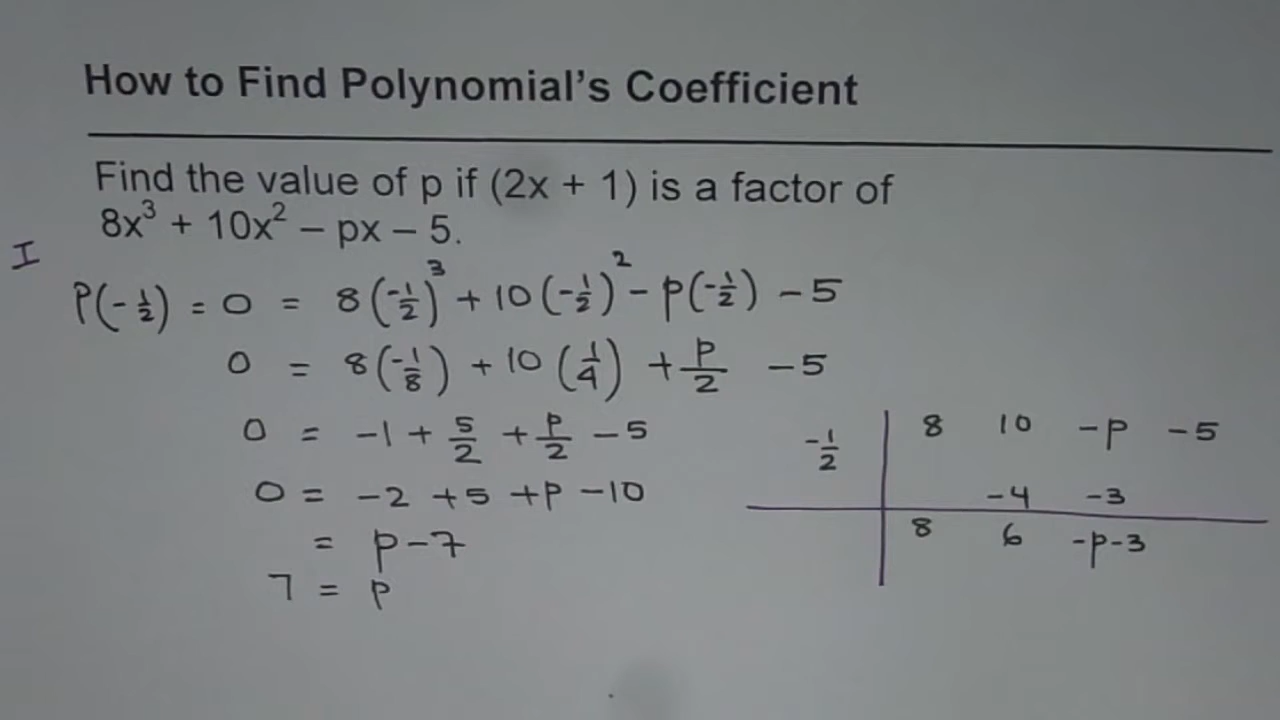 How to Find Polynomial's Coefficient
Find the value of p if (2x + 1) is a factor of
8x³ + 10x² – px – 5.
I
P(-1/2) = 0 = 8(-1/2)³ + 10(-1/2)² - p(-1/2) - 5
0 = 8(-1/8) + 10(1/4) + p/2 - 5
0 = -1 + 5/2 + p/2 - 5
0 = -2 + 5 + p - 10
= p - 7
7 = p
-1/2 | 8 10 -p -5
-4 -3
8 6 -p-3